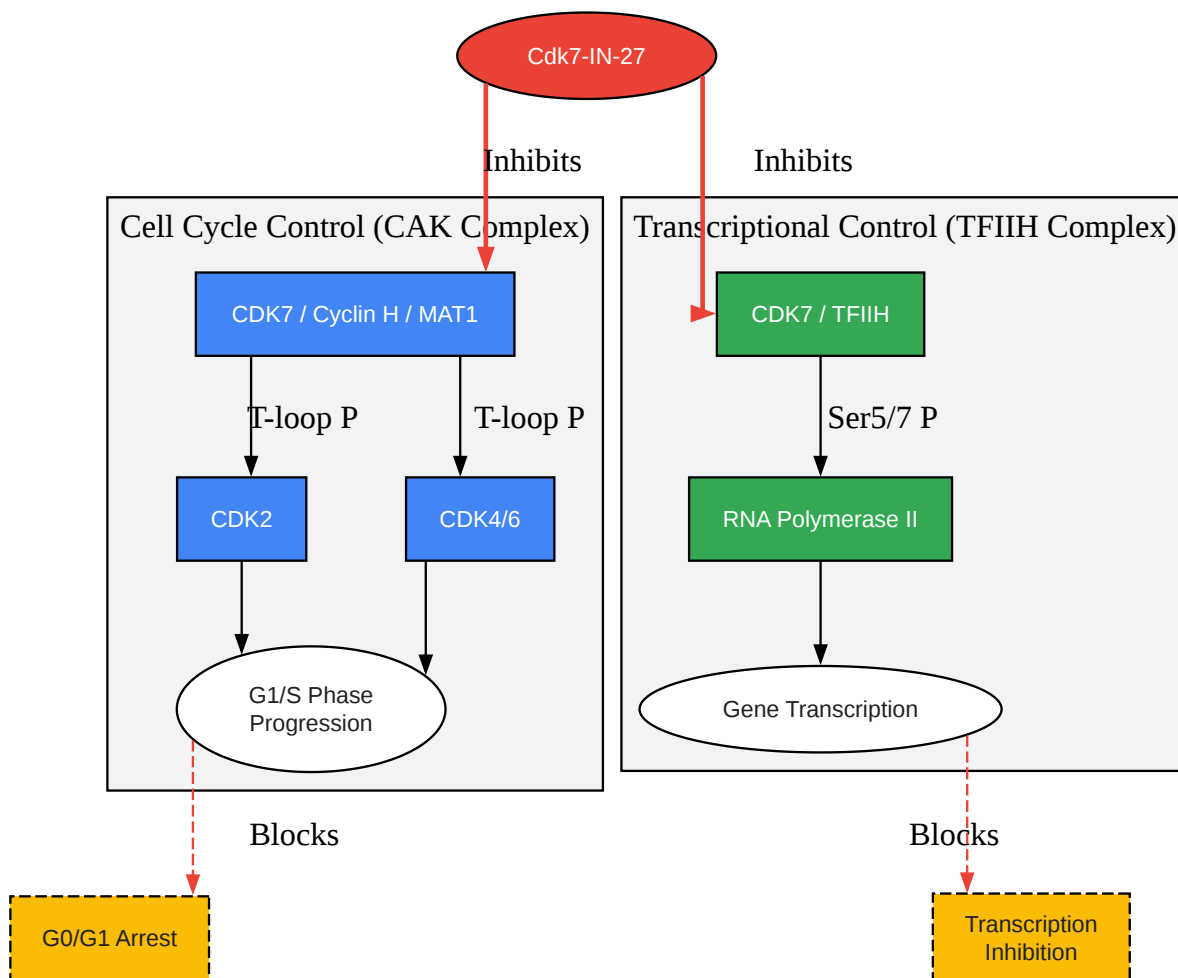 Cdk7-IN-27
Inhibits
Inhibits
Cell Cycle Control (CAK Complex)
Transcriptional Control (TFIIH Complex)
CDK7 / Cyclin H / MAT1
CDK7 / TFIIH
T-loop P
T-loop P
Ser5/7 P
CDK2
CDK4/6
RNA Polymerase II
G1/S Phase
Progression
Gene Transcription
Blocks
Blocks
G0/G1 Arrest
Transcription
Inhibition